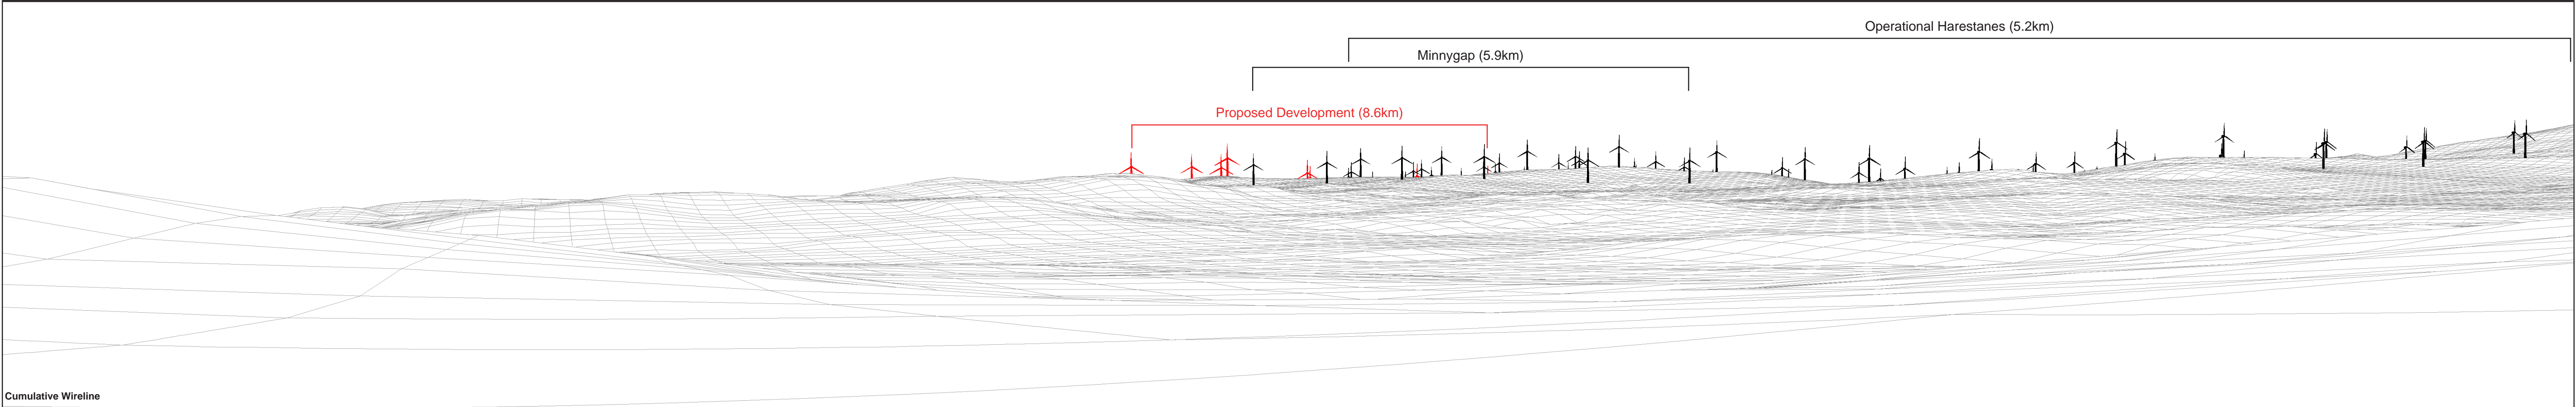 Operational Harestanes (5.2km)
Minnygap (5.9km)
Proposed Development (8.6km)
Cumulative Wireline